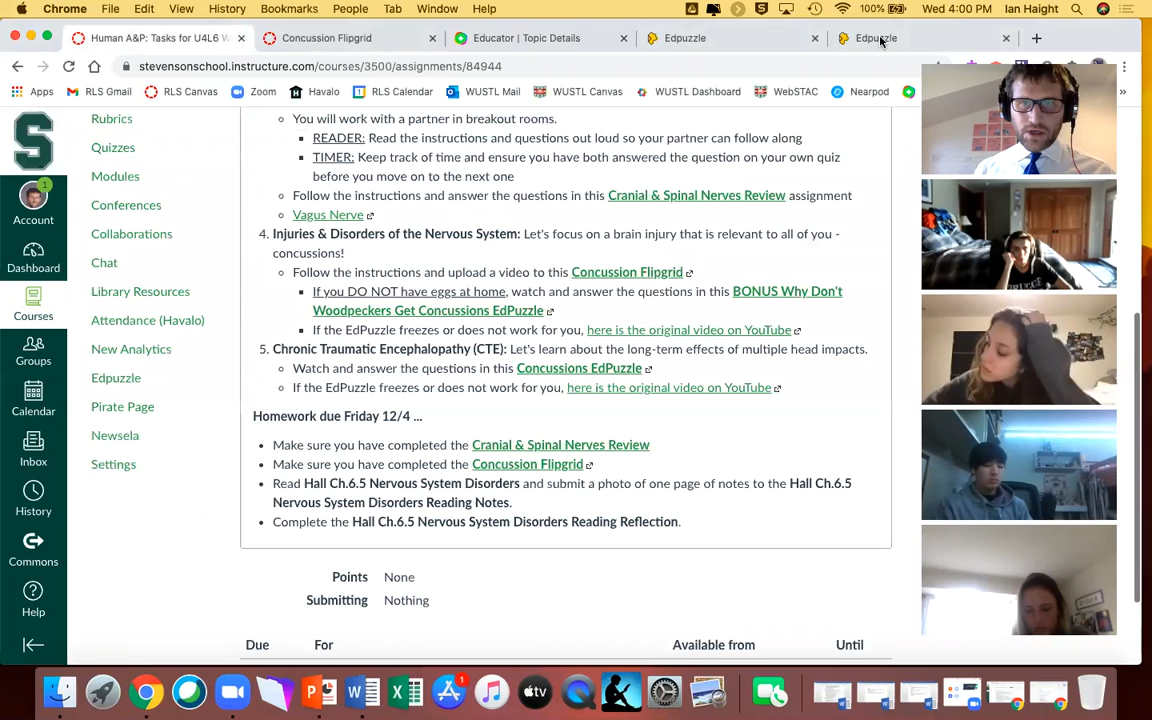 Chrome File Edit View History Bookmarks People Tab Window Help 100% Wed 4:00 PM Ian Haight
Human A&P: Tasks for U4L6 W Concussion Flipgrid Educator | Topic Details Edpuzzle Edpuzzle
stevensonschool.instructure.com/courses/3500/assignments/84944
Apps RLS Gmail RLS Canvas Zoom Havalo RLS Calendar WUSTL Mail WUSTL Canvas WUSTL Dashboard WebSTAC Nearpod
S
1
Account
Dashboard
Courses
Groups
Calendar
Inbox
History
Commons
Help
Rubrics
Quizzes
Modules
Conferences
Collaborations
Chat
Library Resources
Attendance (Havalo)
New Analytics
Edpuzzle
Pirate Page
Newsela
Settings
You will work with a partner in breakout rooms.
READER: Read the instructions and questions out loud so your partner can follow along
TIMER: Keep track of time and ensure you have both answered the question on your own quiz
before you move on to the next one
Follow the instructions and answer the questions in this Cranial & Spinal Nerves Review assignment
Vagus Nerve
4. Injuries & Disorders of the Nervous System: Let's focus on a brain injury that is relevant to all of you -
concussions!
Follow the instructions and upload a video to this Concussion Flipgrid
If you DO NOT have eggs at home, watch and answer the questions in this BONUS Why Don't
Woodpeckers Get Concussions EdPuzzle
If the EdPuzzle freezes or does not work for you, here is the original video on YouTube
5. Chronic Traumatic Encephalopathy (CTE): Let's learn about the long-term effects of multiple head impacts.
Watch and answer the questions in this Concussions EdPuzzle
If the EdPuzzle freezes or does not work for you, here is the original video on YouTube
Homework due Friday 12/4 ...
Make sure you have completed the Cranial & Spinal Nerves Review
Make sure you have completed the Concussion Flipgrid
Read Hall Ch.6.5 Nervous System Disorders and submit a photo of one page of notes to the Hall Ch.6.5
Nervous System Disorders Reading Notes.
Complete the Hall Ch.6.5 Nervous System Disorders Reading Reflection.
Points None
Submitting Nothing
Due For Available from Until